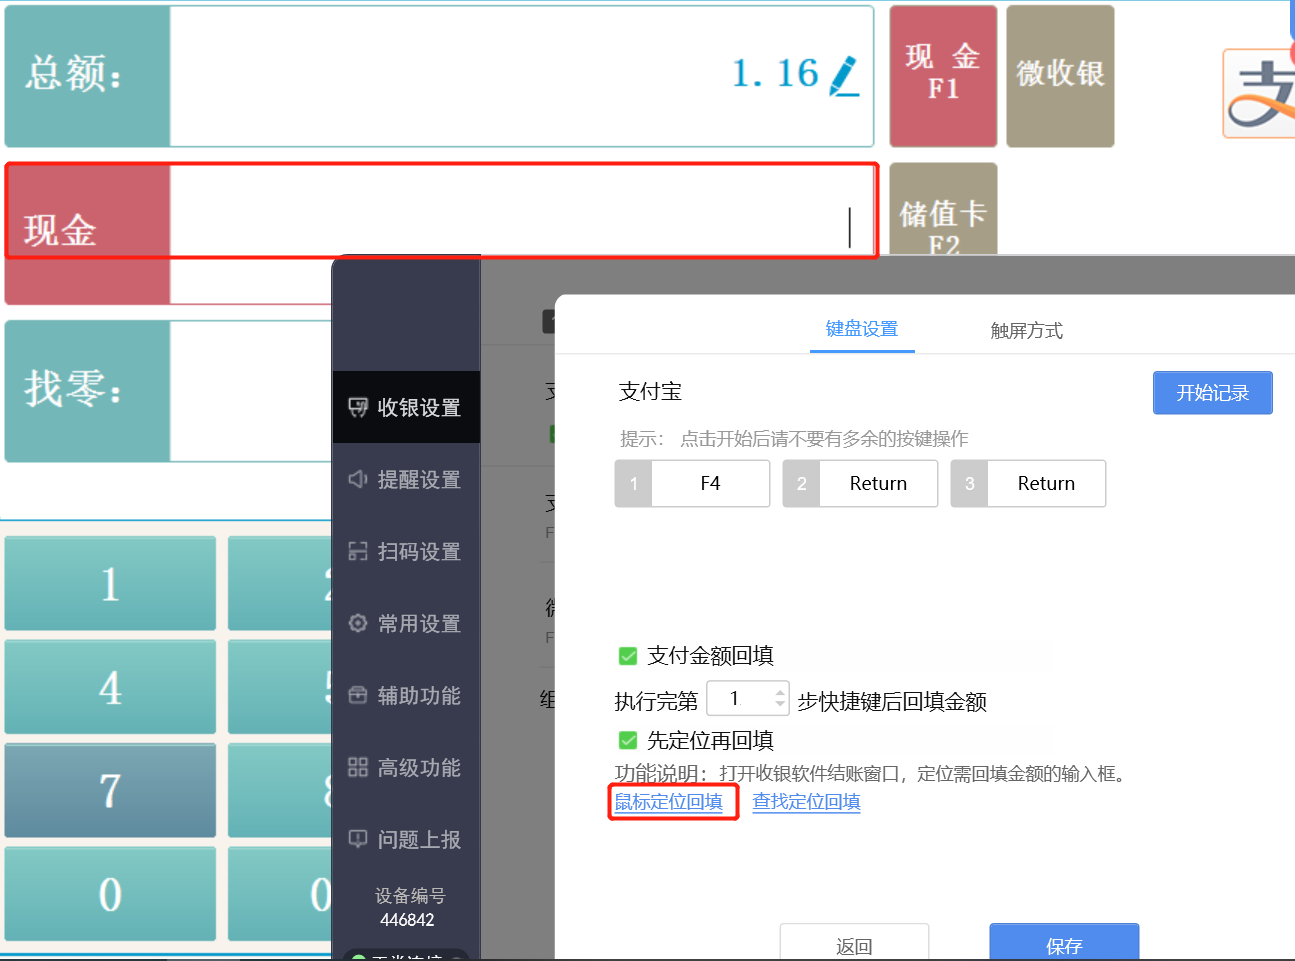 总额：
1. 16
现 金
F1
微收银
支
现金
储值卡
F2
找零：
1
4
7
0
0
收银设置
提醒设置
扫码设置
常用设置
辅助功能
高级功能
问题上报
设备编号
446842
键盘设置
触屏方式
支付宝
开始记录
提示： 点击开始后请不要有多余的按键操作
1 F4
2 Return
3 Return
支付金额回填
执行完第 1 步快捷键后回填金额
先定位再回填
功能说明：打开收银软件结账窗口，定位需回填金额的输入框。
鼠标定位回填
查找定位回填
组
返回
保存